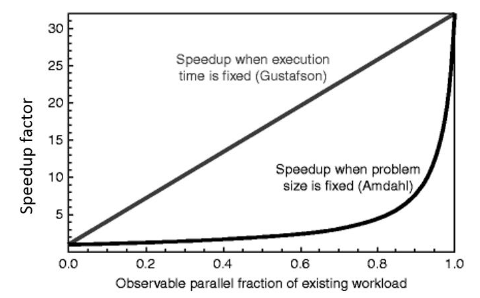 30
25
20
15
10
5
Speedup factor
Speedup when execution
time is fixed (Gustafson)
Speedup when problem
size is fixed (Amdahl)
0.0 0.2 0.4 0.6 0.8 1.0
Observable parallel fraction of existing workload